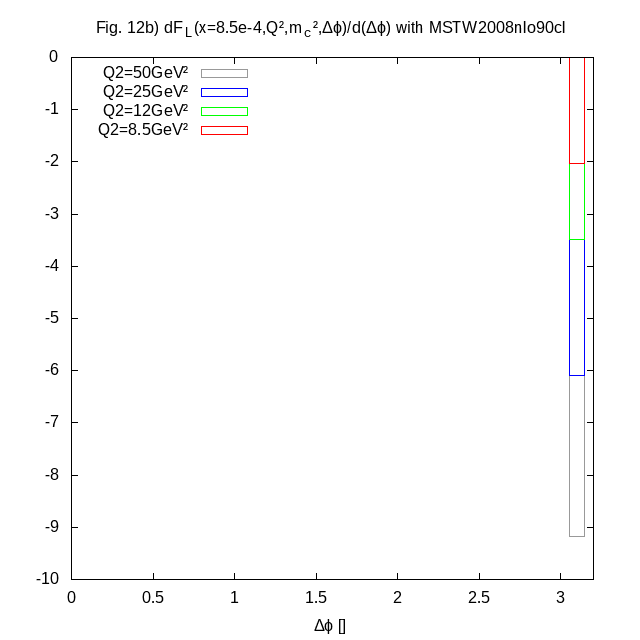 Fig. 12b) dF_L(x=8.5e-4,Q²,m_c²,Δϕ)/d(Δϕ) with MSTW2008nlo90cl
Q2=50GeV²
Q2=25GeV²
Q2=12GeV²
Q2=8.5GeV²
0
-1
-2
-3
-4
-5
-6
-7
-8
-9
-10
0 0.5 1 1.5 2 2.5 3
Δϕ []